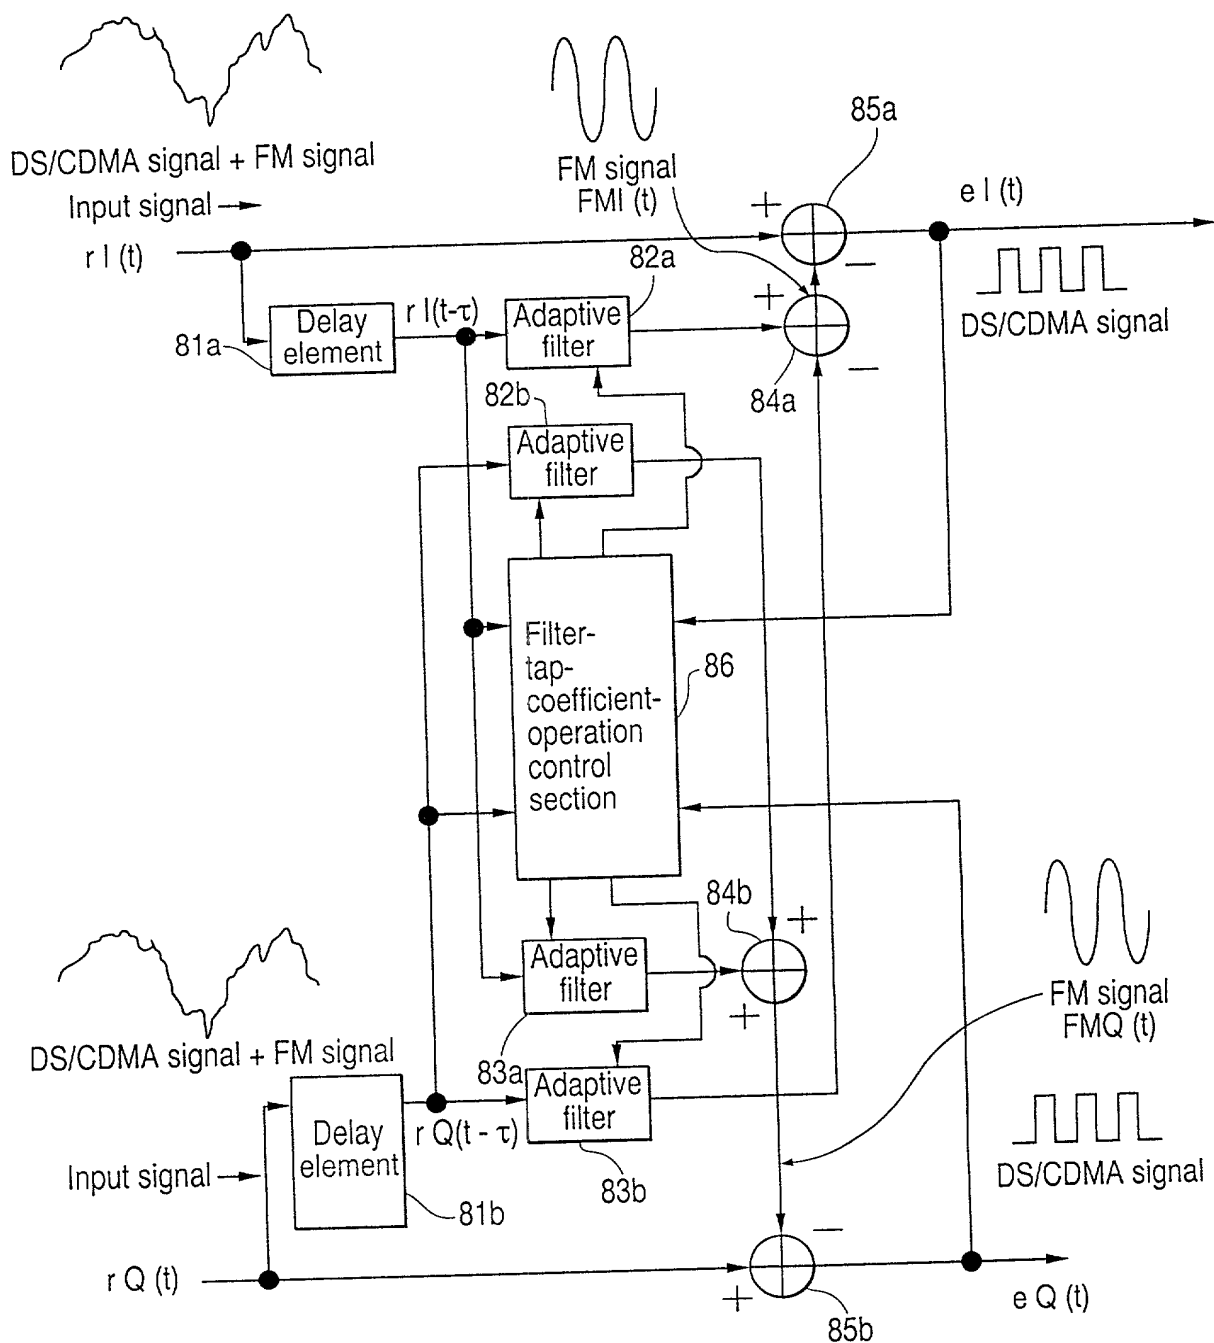 DS/CDMA signal + FM signal
Input signal
r I (t)
FM signal
FMI (t)
85a
+
−
e I (t)
DS/CDMA signal
81a
Delay
element
r I(t-τ)
Adaptive
filter
82a
+
−
84a
82b
Adaptive
filter
Filter-
tap-
coefficient-
operation
control
section
86
84b
+
+
Adaptive
filter
83a
FM signal
FMQ (t)
DS/CDMA signal + FM signal
Delay
element
81b
r Q(t - τ)
Adaptive
filter
83b
Input signal
r Q (t)
DS/CDMA signal
−
+
85b
e Q (t)